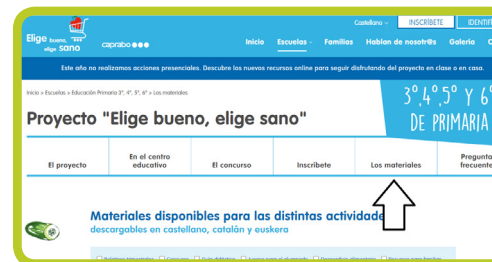 Castellano
INSCRÍBETE
IDENTIF
Elige bueno,
elige sano
caprabo
Inicio
Escuelas
Familias
Hablan de nosotr@s
Galería
Este año no realizamos acciones presenciales. Descubre los nuevos recursos online para seguir disfrutando del proyecto en clase o en casa.
Inicio > Escuelas > Educación Primaria 3º, 4º, 5º, 6º > Los materiales
3º,4º,5º Y 6º
DE PRIMARIA
Proyecto "Elige bueno, elige sano"
El proyecto
En el centro
educativo
El concurso
Inscríbete
Los materiales
Pregunta
frecuente
Materiales disponibles para las distintas actividade
descargables en castellano, catalán y euskera